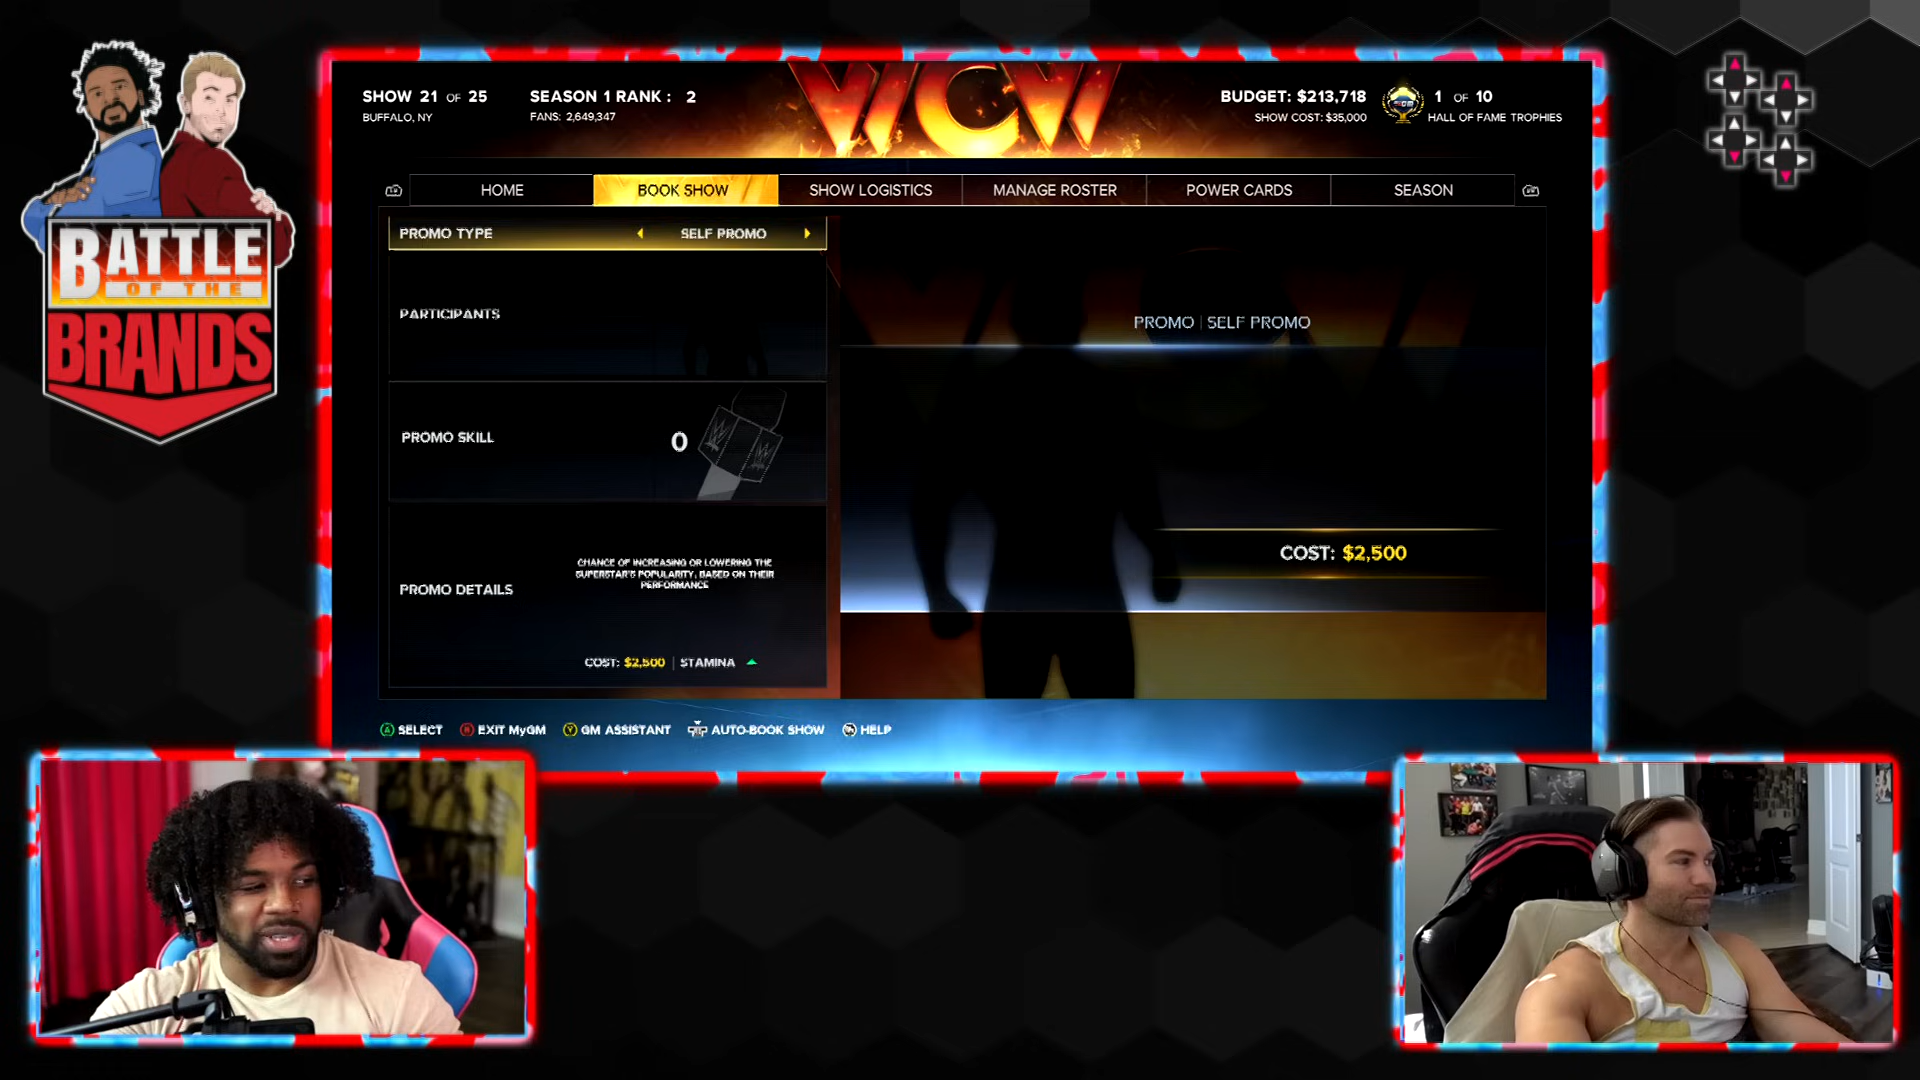 BATTLE
OF THE
BRANDS
SHOW 21 OF 25
BUFFALO, NY
SEASON 1 RANK : 2
FANS: 2,649,347
WCW
BUDGET: $213,718
SHOW COST: $35,000
1 OF 10
HALL OF FAME TROPHIES
HOME
BOOK SHOW
SHOW LOGISTICS
MANAGE ROSTER
POWER CARDS
SEASON
PROMO TYPE
SELF PROMO
PARTICIPANTS
PROMO SKILL
0
PROMO DETAILS
CHANCE OF INCREASING OR LOWERING THE
SUPERSTAR'S POPULARITY, BASED ON THEIR
PERFORMANCE
COST: $2,500 | STAMINA
PROMO | SELF PROMO
COST: $2,500
A SELECT
B EXIT MyGM
Y GM ASSISTANT
AUTO-BOOK SHOW
HELP